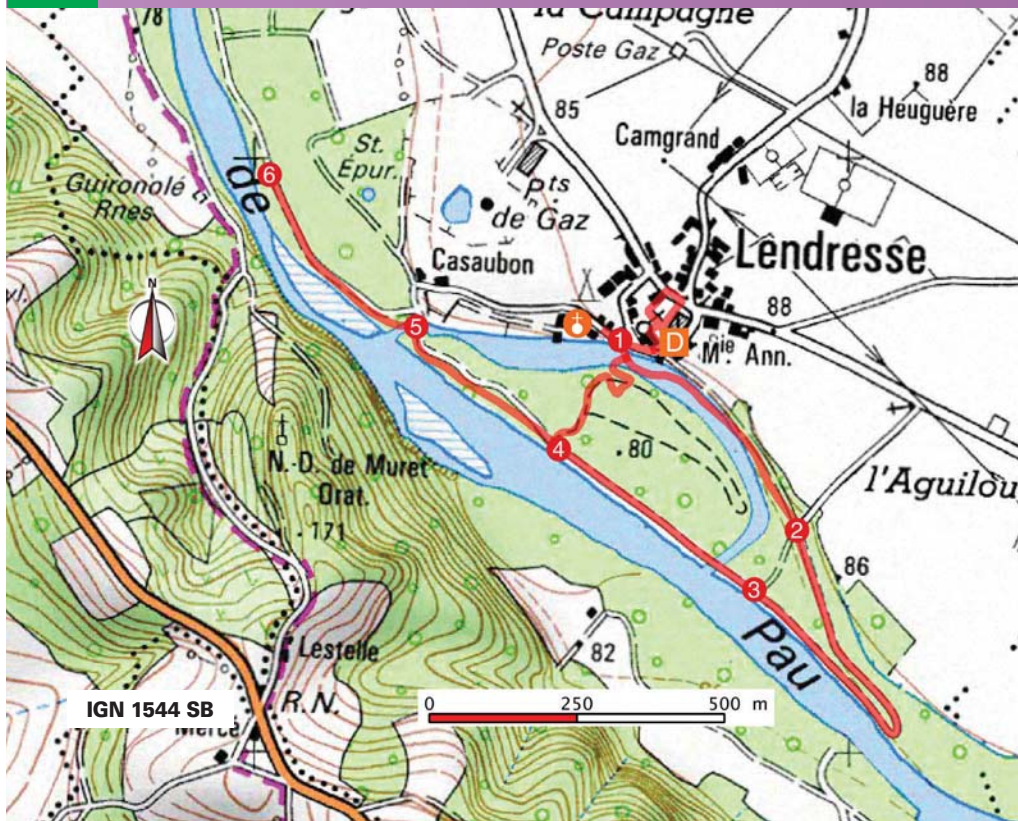 78
la Campagne
Poste Gaz
88
85
la Heuguère
Camgrand
St.
Épur.
6
de
Guironolé
Rnes
Pts
de Gaz
Lendresse
Casaubon
88
5
1
D
Mie. Ann.
N
4
80
N.-D. de Muret
Orat.
l'Aguilou
171
2
3
86
Pau
Lestelle
82
R.N.
0 250 500 m
IGN 1544 SB